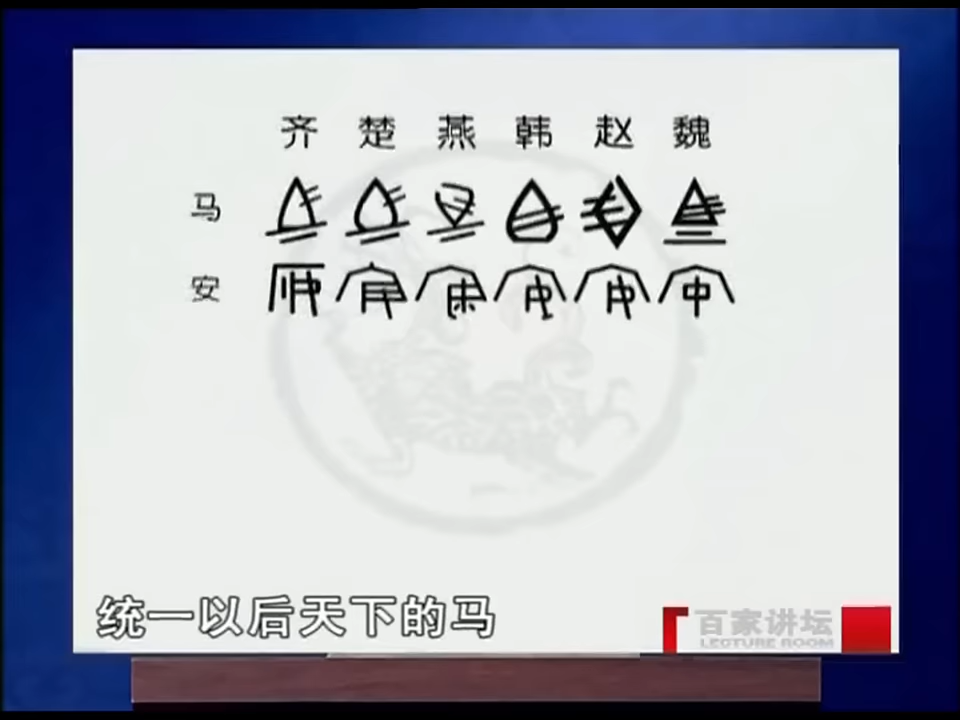 齐 楚 燕 韩 赵 魏
马
安
统一以后天下的马
百家讲坛
LECTURE ROOM